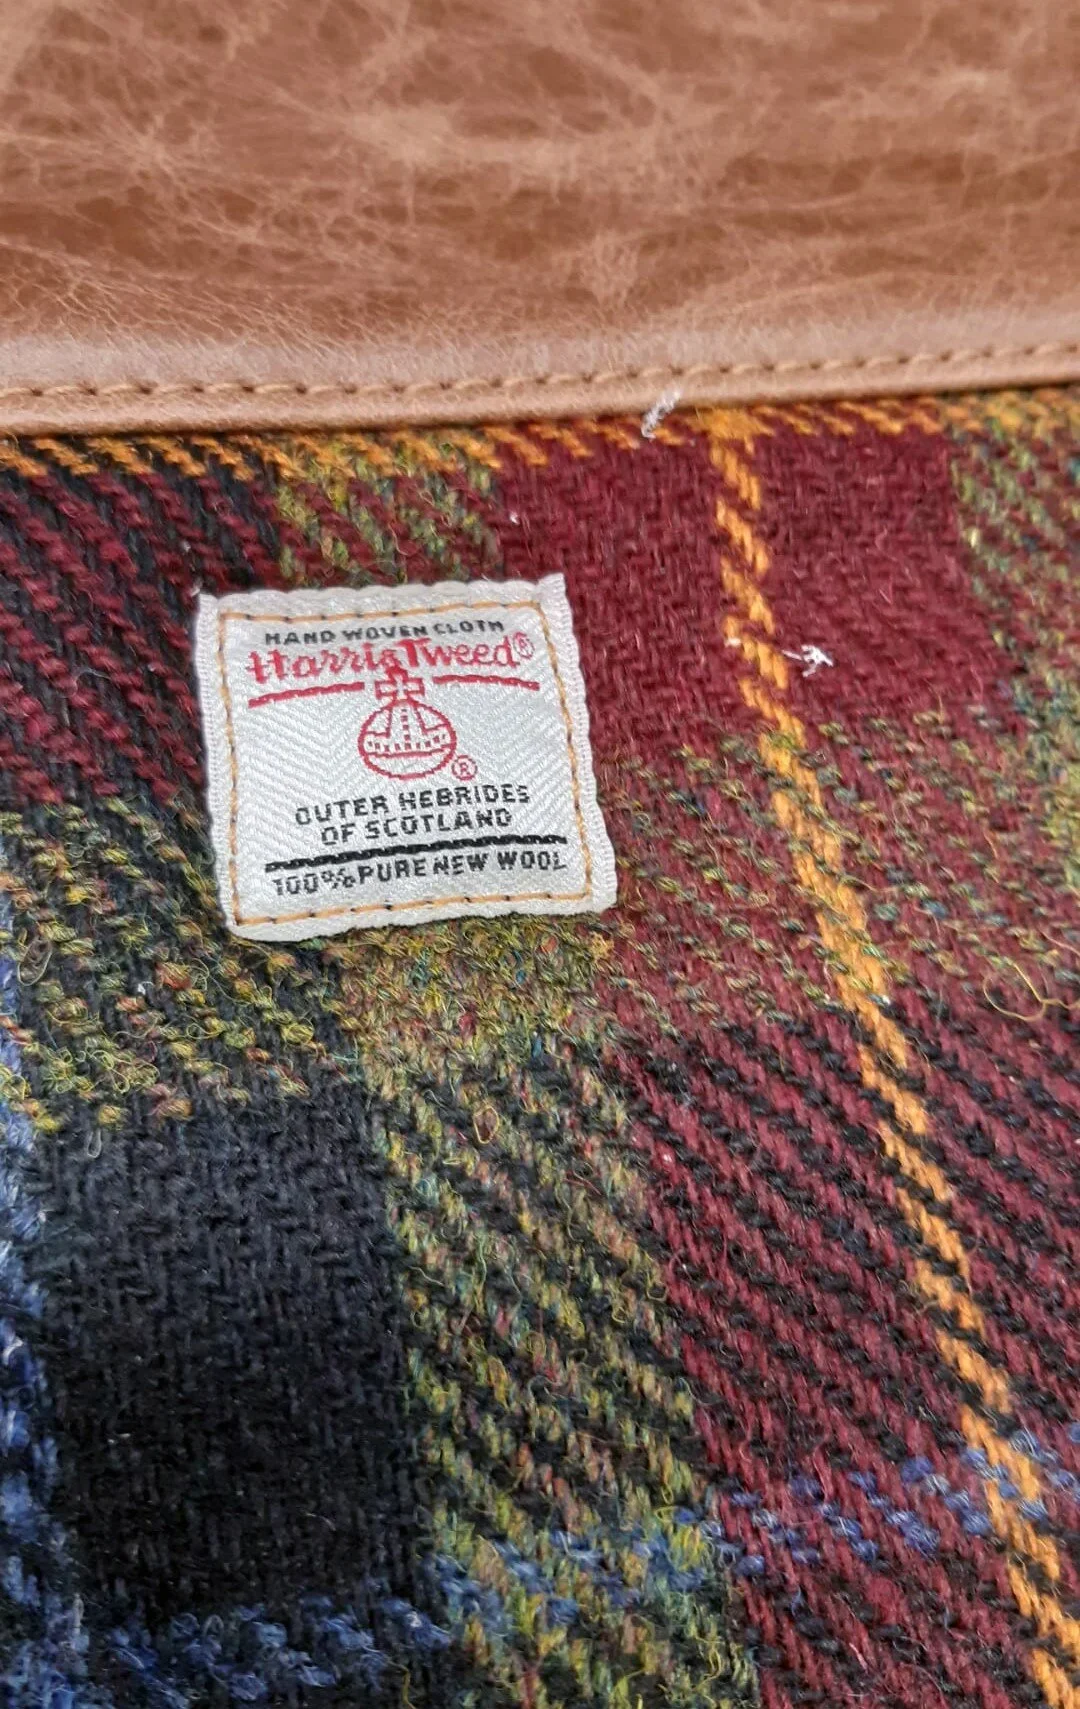 HAND WOVEN CLOTH
Harris Tweed®
®
OUTER HEBRIDES
OF SCOTLAND
100% PURE NEW WOOL